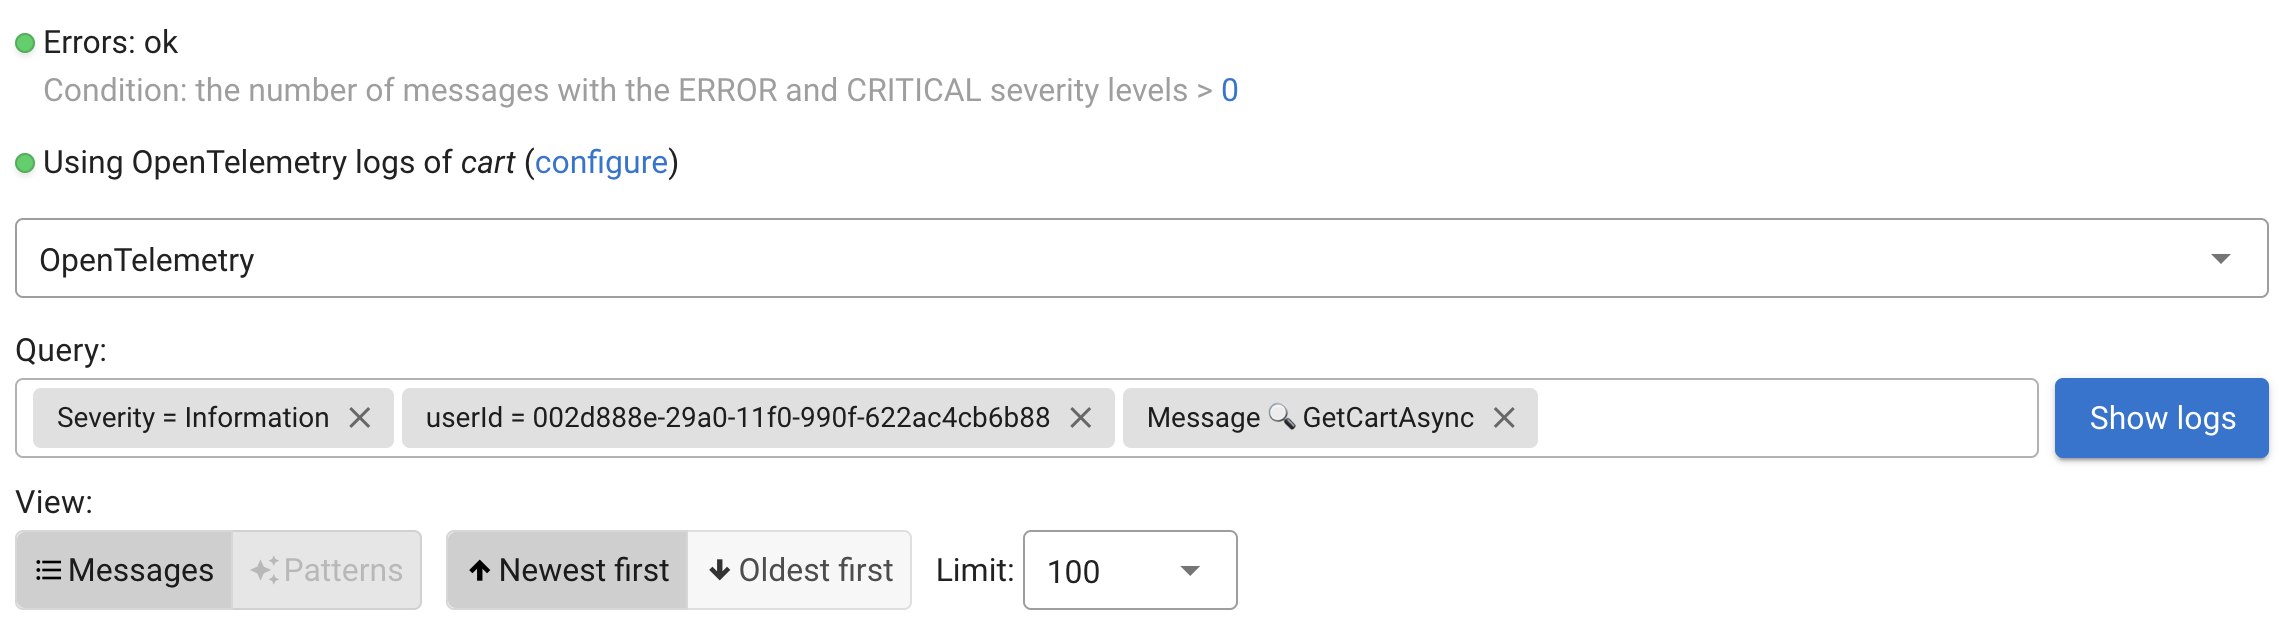 Errors: ok
Condition: the number of messages with the ERROR and CRITICAL severity levels > 0
Using OpenTelemetry logs of cart (configure)
OpenTelemetry
Query:
Severity = Information userId = 002d888e-29a0-11f0-990f-622ac4cb6b88 Message 🔍 GetCartAsync Show logs
View:
Messages Patterns Newest first Oldest first Limit: 100